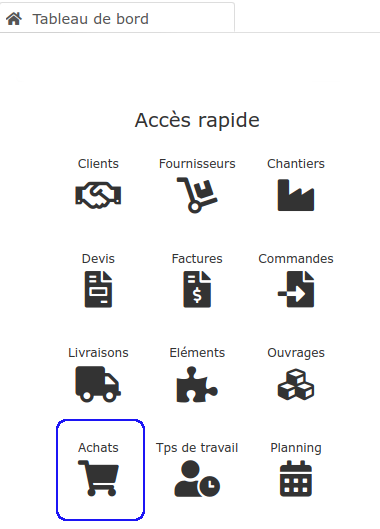 Tableau de bord
Accès rapide
Clients Fournisseurs Chantiers
Devis Factures Commandes
Livraisons Eléments Ouvrages
Achats Tps de travail Planning